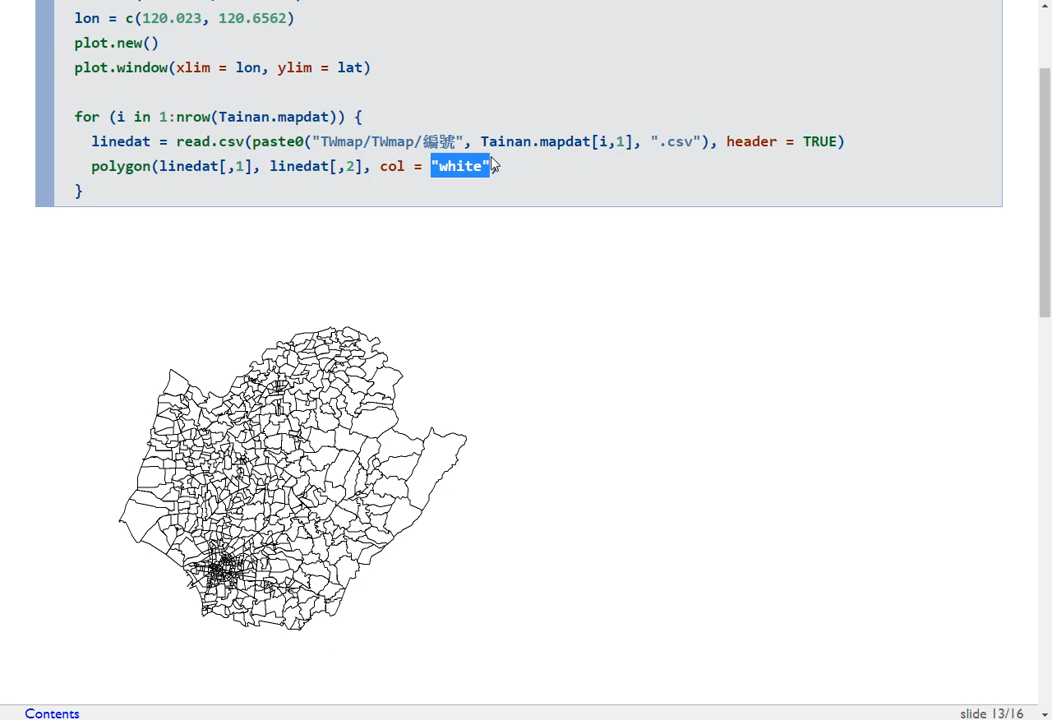 lon = c(120.023, 120.6562)
plot.new()
plot.window(xlim = lon, ylim = lat)
for (i in 1:nrow(Tainan.mapdat)) {
linedat = read.csv(paste0("TWmap/TWmap/編號", Tainan.mapdat[i,1], ".csv"), header = TRUE)
polygon(linedat[,1], linedat[,2], col = "white")
}
Contents
slide 13/16